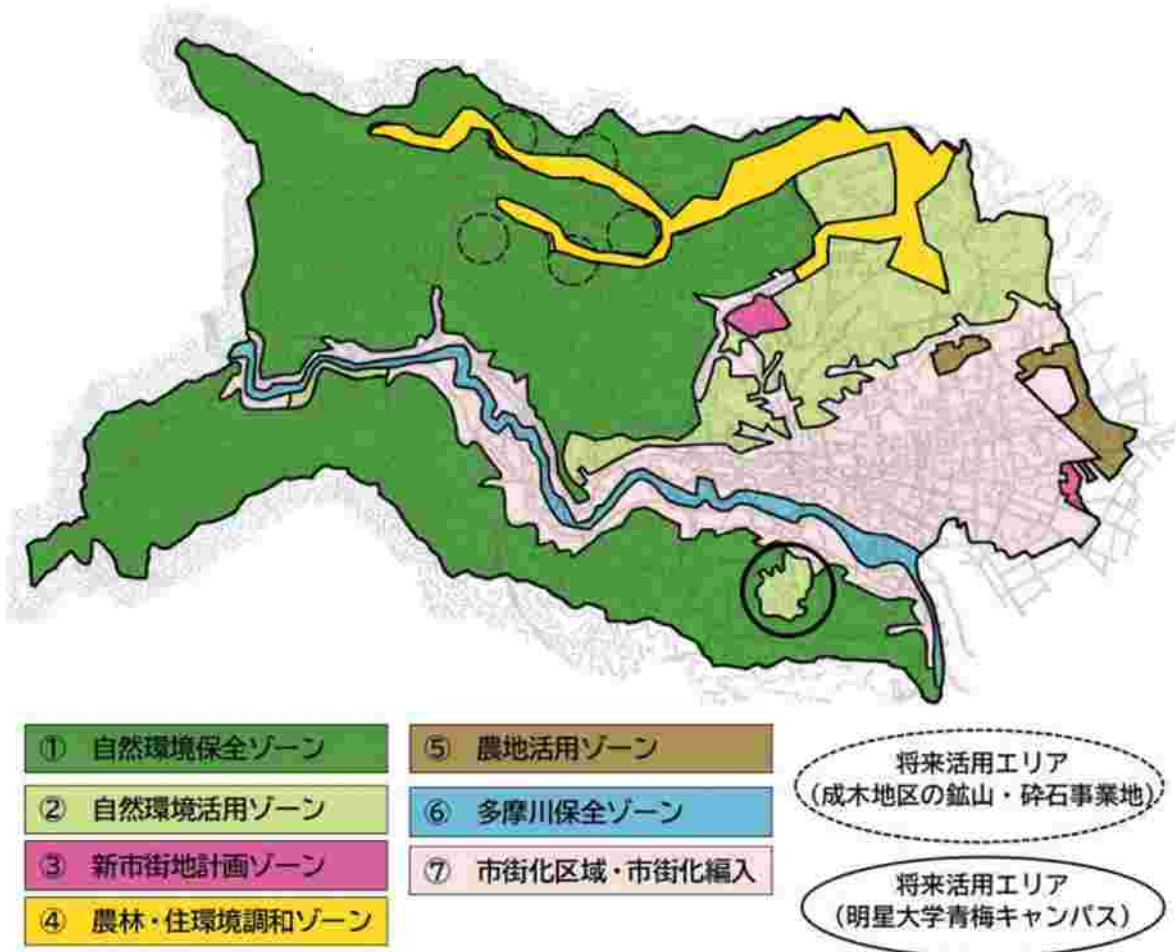 ① 自然環境保全ゾーン
② 自然環境活用ゾーン
③ 新市街地計画ゾーン
④ 農林・住環境調和ゾーン
⑤ 農地活用ゾーン
⑥ 多摩川保全ゾーン
⑦ 市街化区域・市街化編入
将来活用エリア
(成木地区の鉱山・砕石事業地)
将来活用エリア
(明星大学青梅キャンパス)